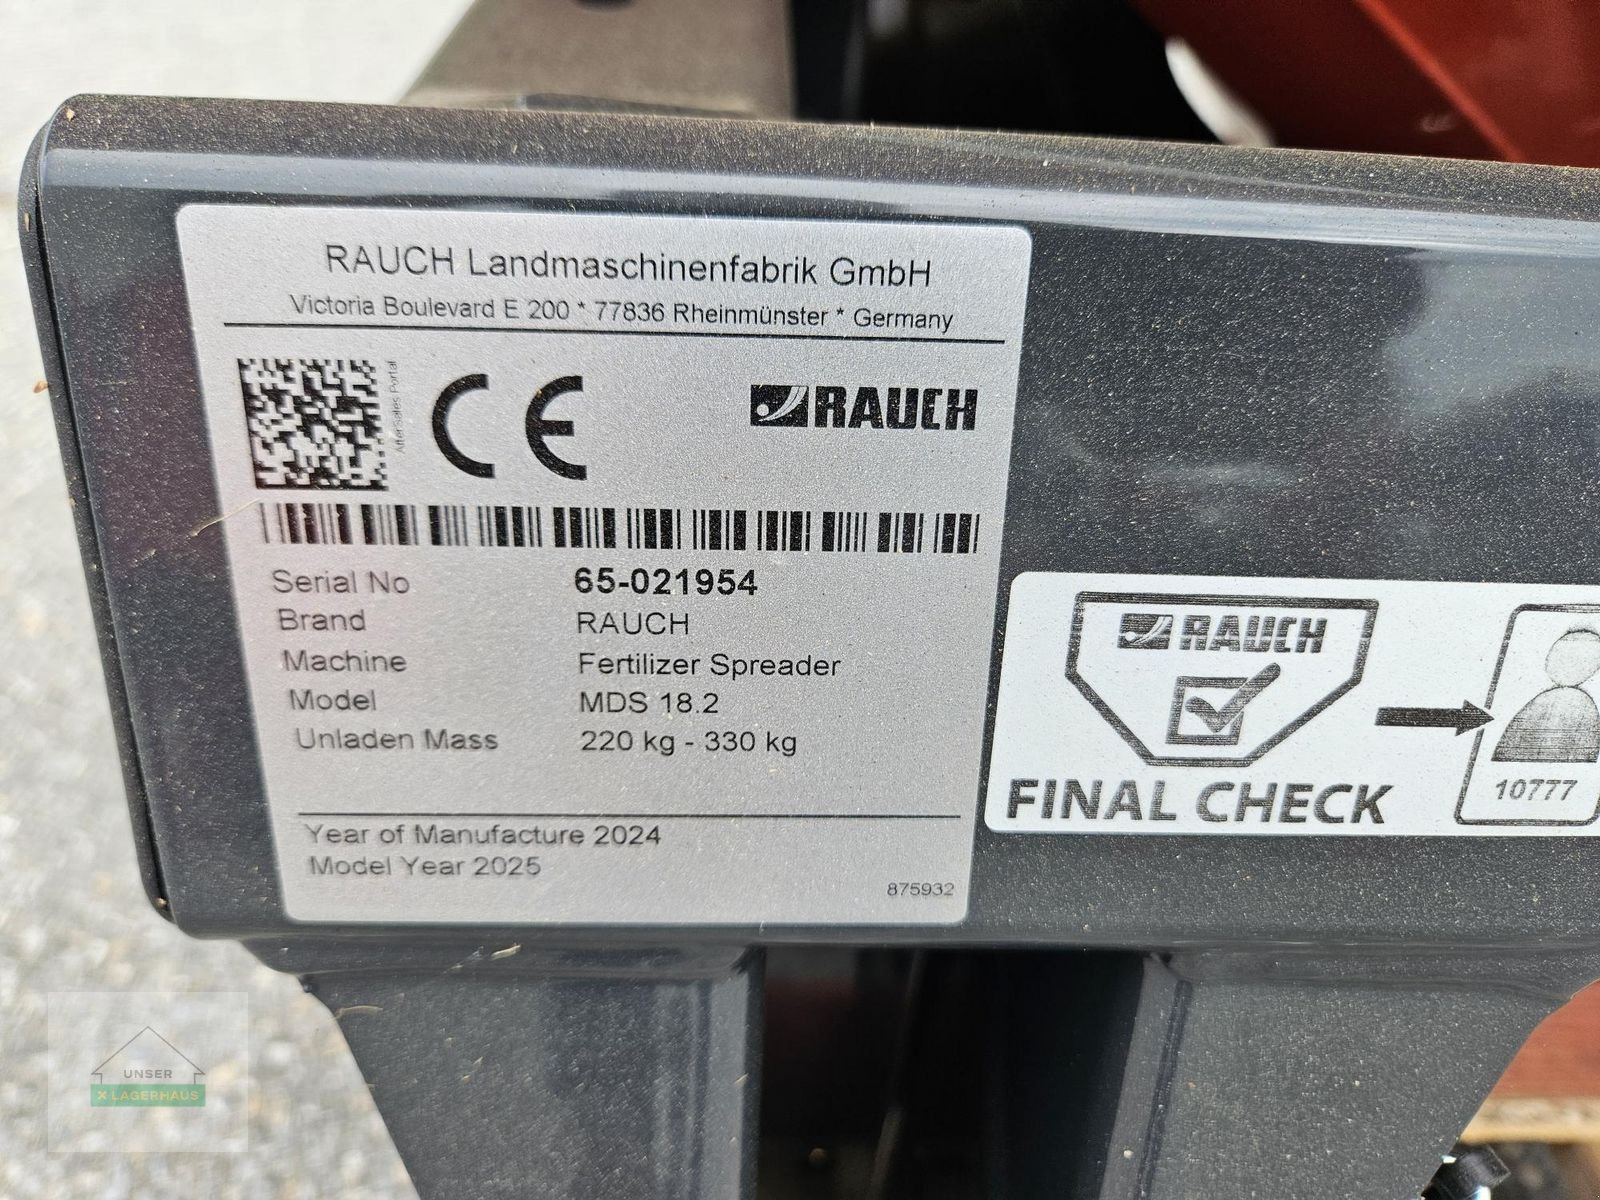 RAUCH Landmaschinenfabrik GmbH
Victoria Boulevard E 200 * 77836 Rheinmünster * Germany
AfterSales Portal
CE
RAUCH
Serial No 65-021954
Brand RAUCH
Machine Fertilizer Spreader
Model MDS 18.2
Unladen Mass 220 kg - 330 kg
Year of Manufacture 2024
Model Year 2025
875932
RAUCH
FINAL CHECK
10777
UNSER
X LAGERHAUS